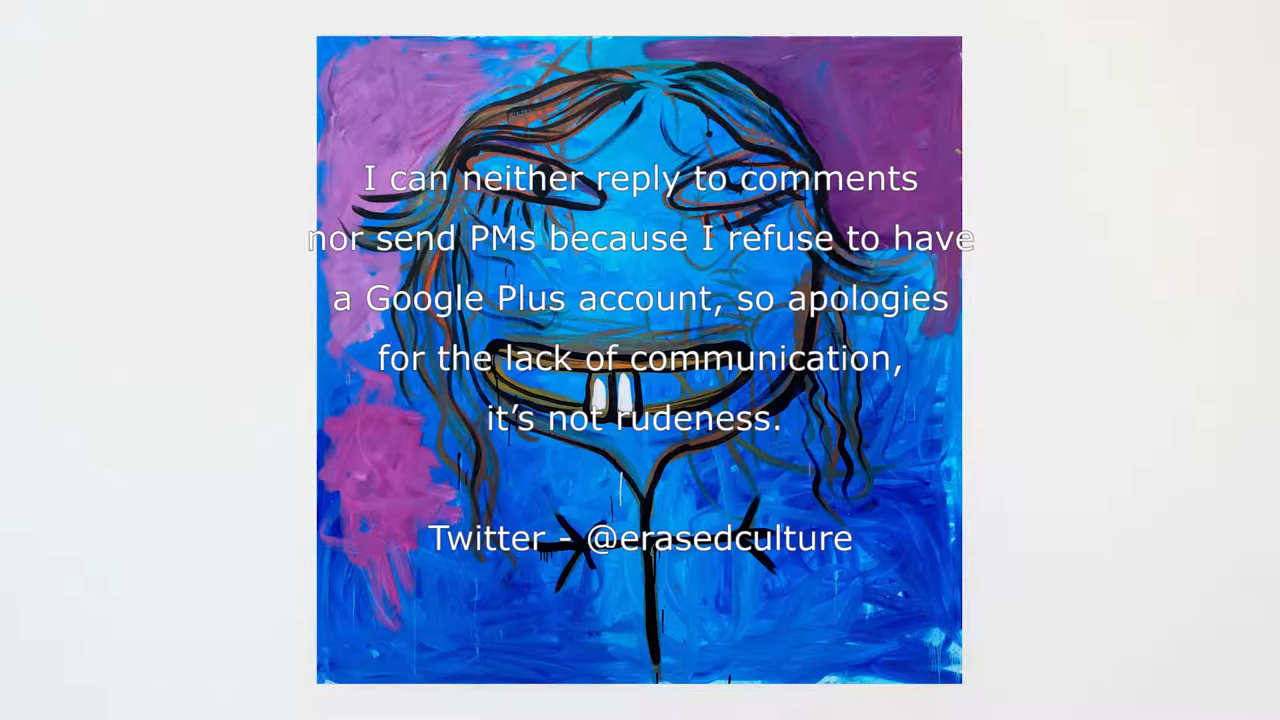 I can neither reply to comments
nor send PMs because I refuse to have
a Google Plus account, so apologies
for the lack of communication,
it’s not rudeness.
Twitter - @erasedculture